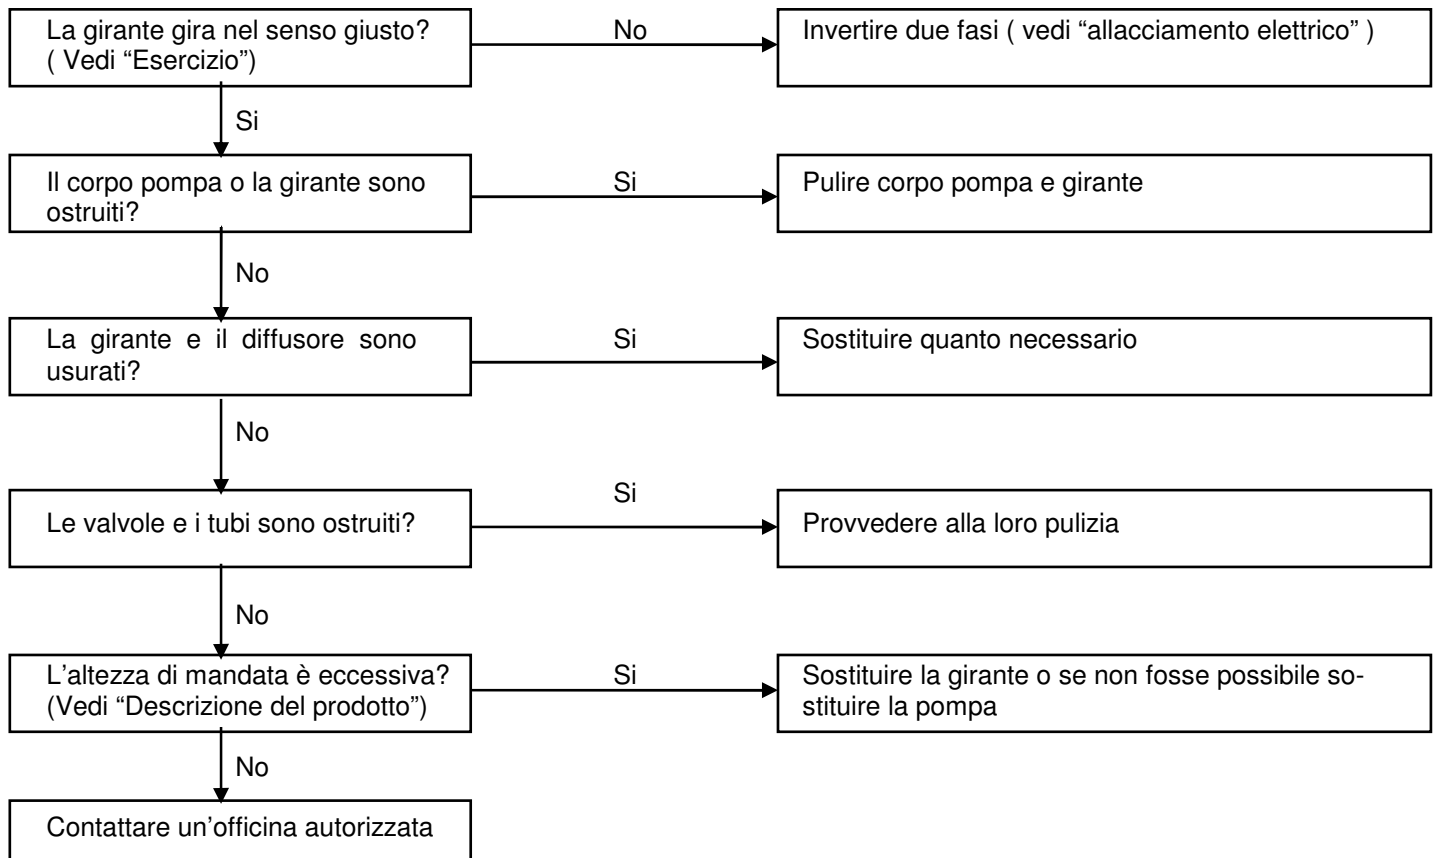 La girante gira nel senso giusto?
( Vedi “Esercizio”)
No
Invertire due fasi ( vedi “allacciamento elettrico” )
Si
Il corpo pompa o la girante sono
ostruiti?
Si
Pulire corpo pompa e girante
No
La girante e il diffusore sono
usurati?
Si
Sostituire quanto necessario
No
Le valvole e i tubi sono ostruiti?
Si
Provvedere alla loro pulizia
No
L’altezza di mandata è eccessiva?
(Vedi “Descrizione del prodotto”)
Si
Sostituire la girante o se non fosse possibile so-
stituire la pompa
No
Contattare un’officina autorizzata